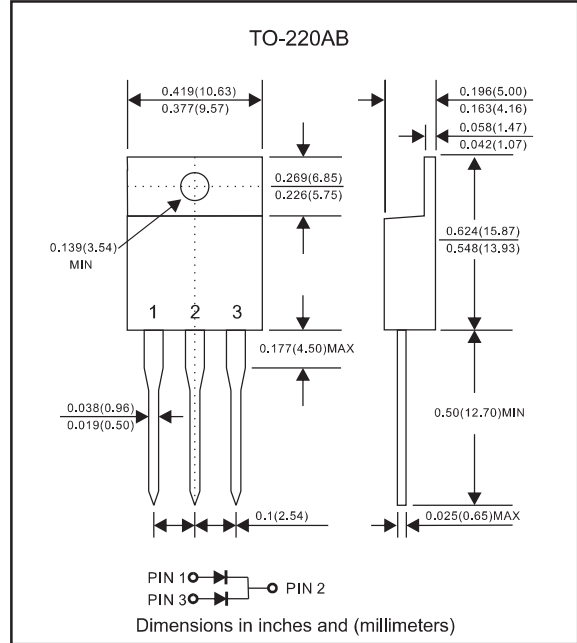 TO-220AB
0.419(10.63)
0.377(9.57)
0.196(5.00)
0.163(4.16)
0.058(1.47)
0.042(1.07)
0.269(6.85)
0.226(5.75)
0.624(15.87)
0.548(13.93)
0.139(3.54)
MIN
1 2 3
0.177(4.50)MAX
0.038(0.96)
0.019(0.50)
0.50(12.70)MIN
0.1(2.54)
0.025(0.65)MAX
PIN 1
PIN 3
PIN 2
Dimensions in inches and (millimeters)